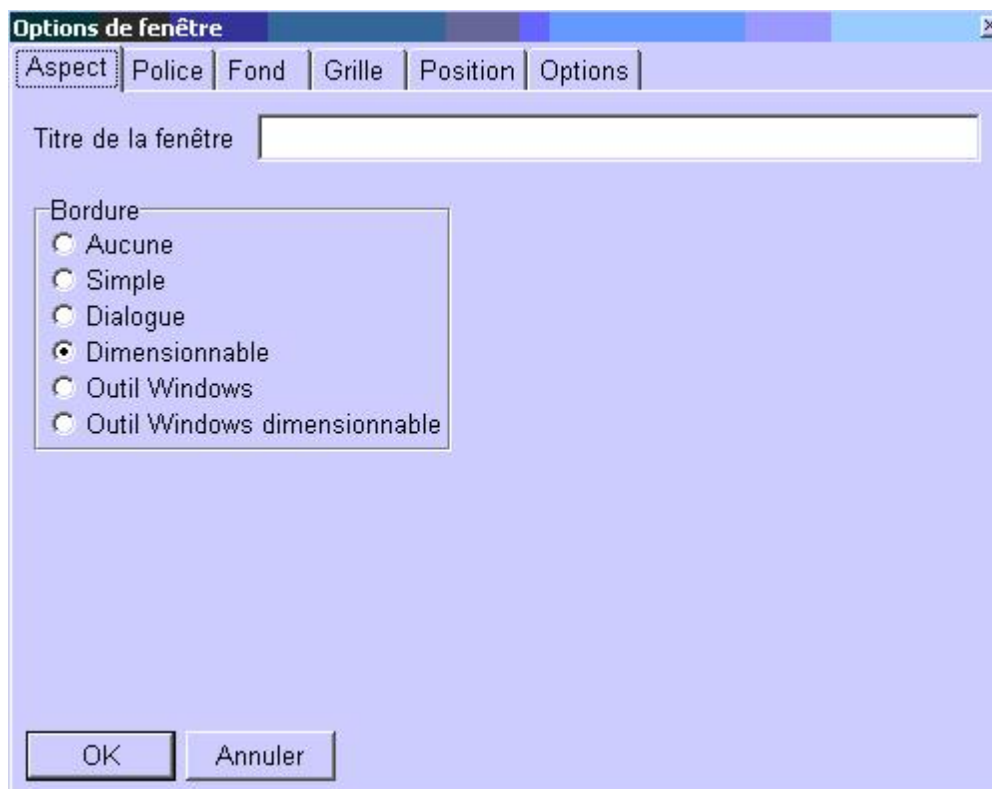 Options de fenêtre
Aspect Police Fond Grille Position Options
Titre de la fenêtre
Bordure
Aucune
Simple
Dialogue
Dimensionnable
Outil Windows
Outil Windows dimensionnable
OK Annuler